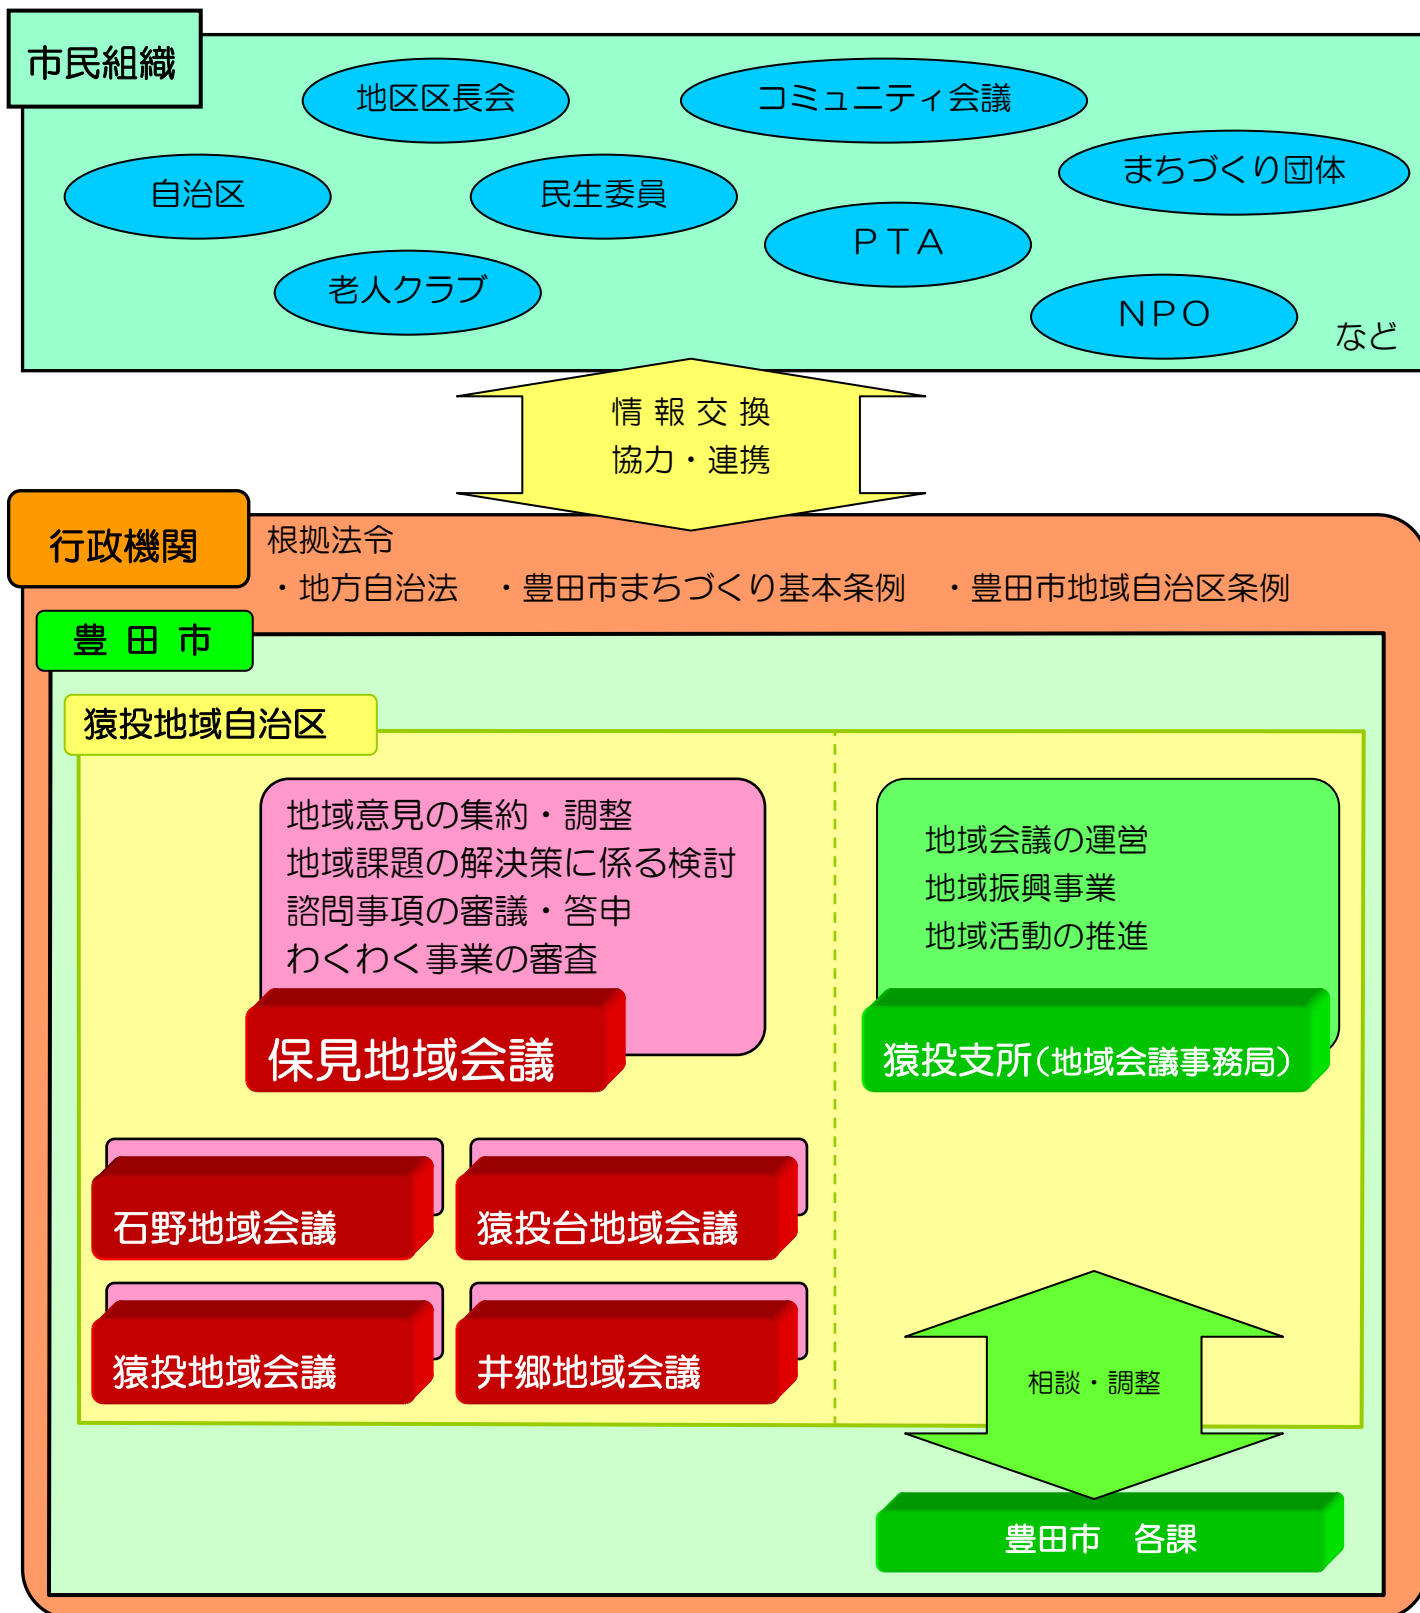 市民組織
地区区長会
コミュニティ会議
まちづくり団体
自治区
民生委員
ＰＴＡ
老人クラブ
ＮＰＯ
など
情報交換
協力・連携
行政機関
根拠法令
・地方自治法　・豊田市まちづくり基本条例　・豊田市地域自治区条例
豊田市
猿投地域自治区
地域意見の集約・調整
地域課題の解決策に係る検討
諮問事項の審議・答申
わくわく事業の審査
保見地域会議
地域会議の運営
地域振興事業
地域活動の推進
猿投支所（地域会議事務局）
石野地域会議
猿投台地域会議
猿投地域会議
井郷地域会議
相談・調整
豊田市　各課